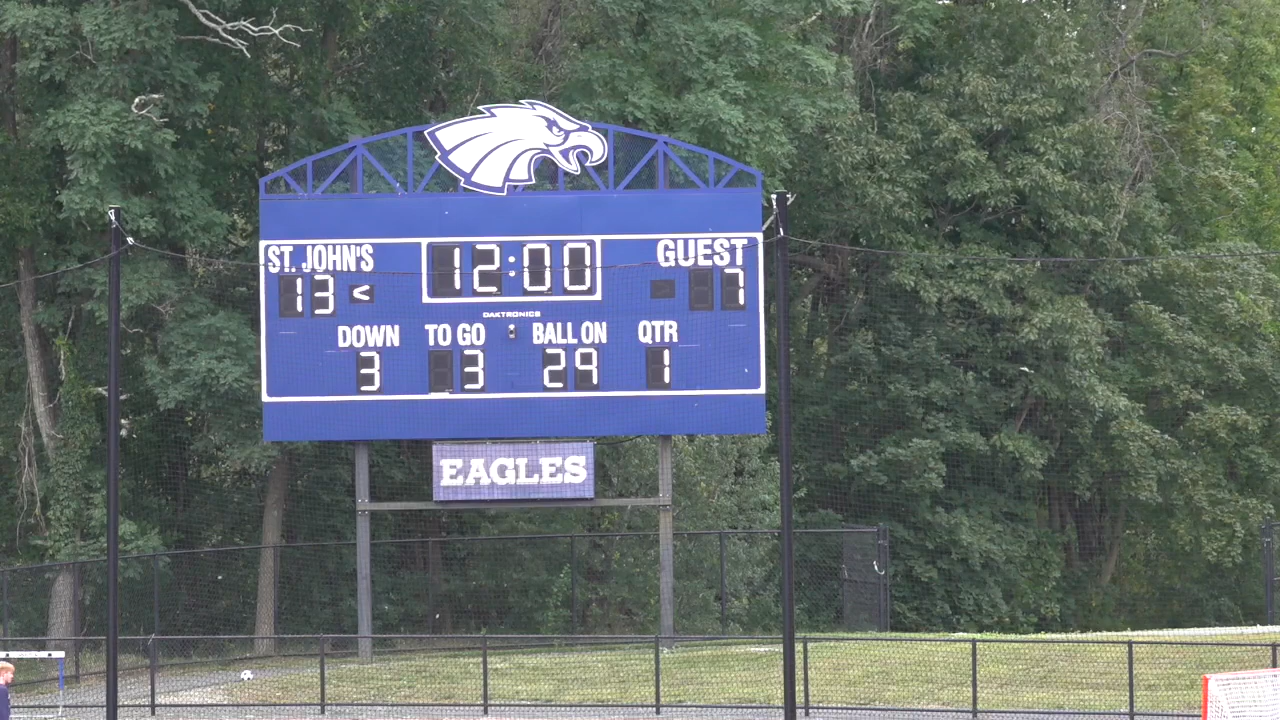 ST. JOHN'S 12:00 GUEST
13 < 7
DAKTRONICS
DOWN TO GO BALL ON QTR
3 3 29 1
EAGLES